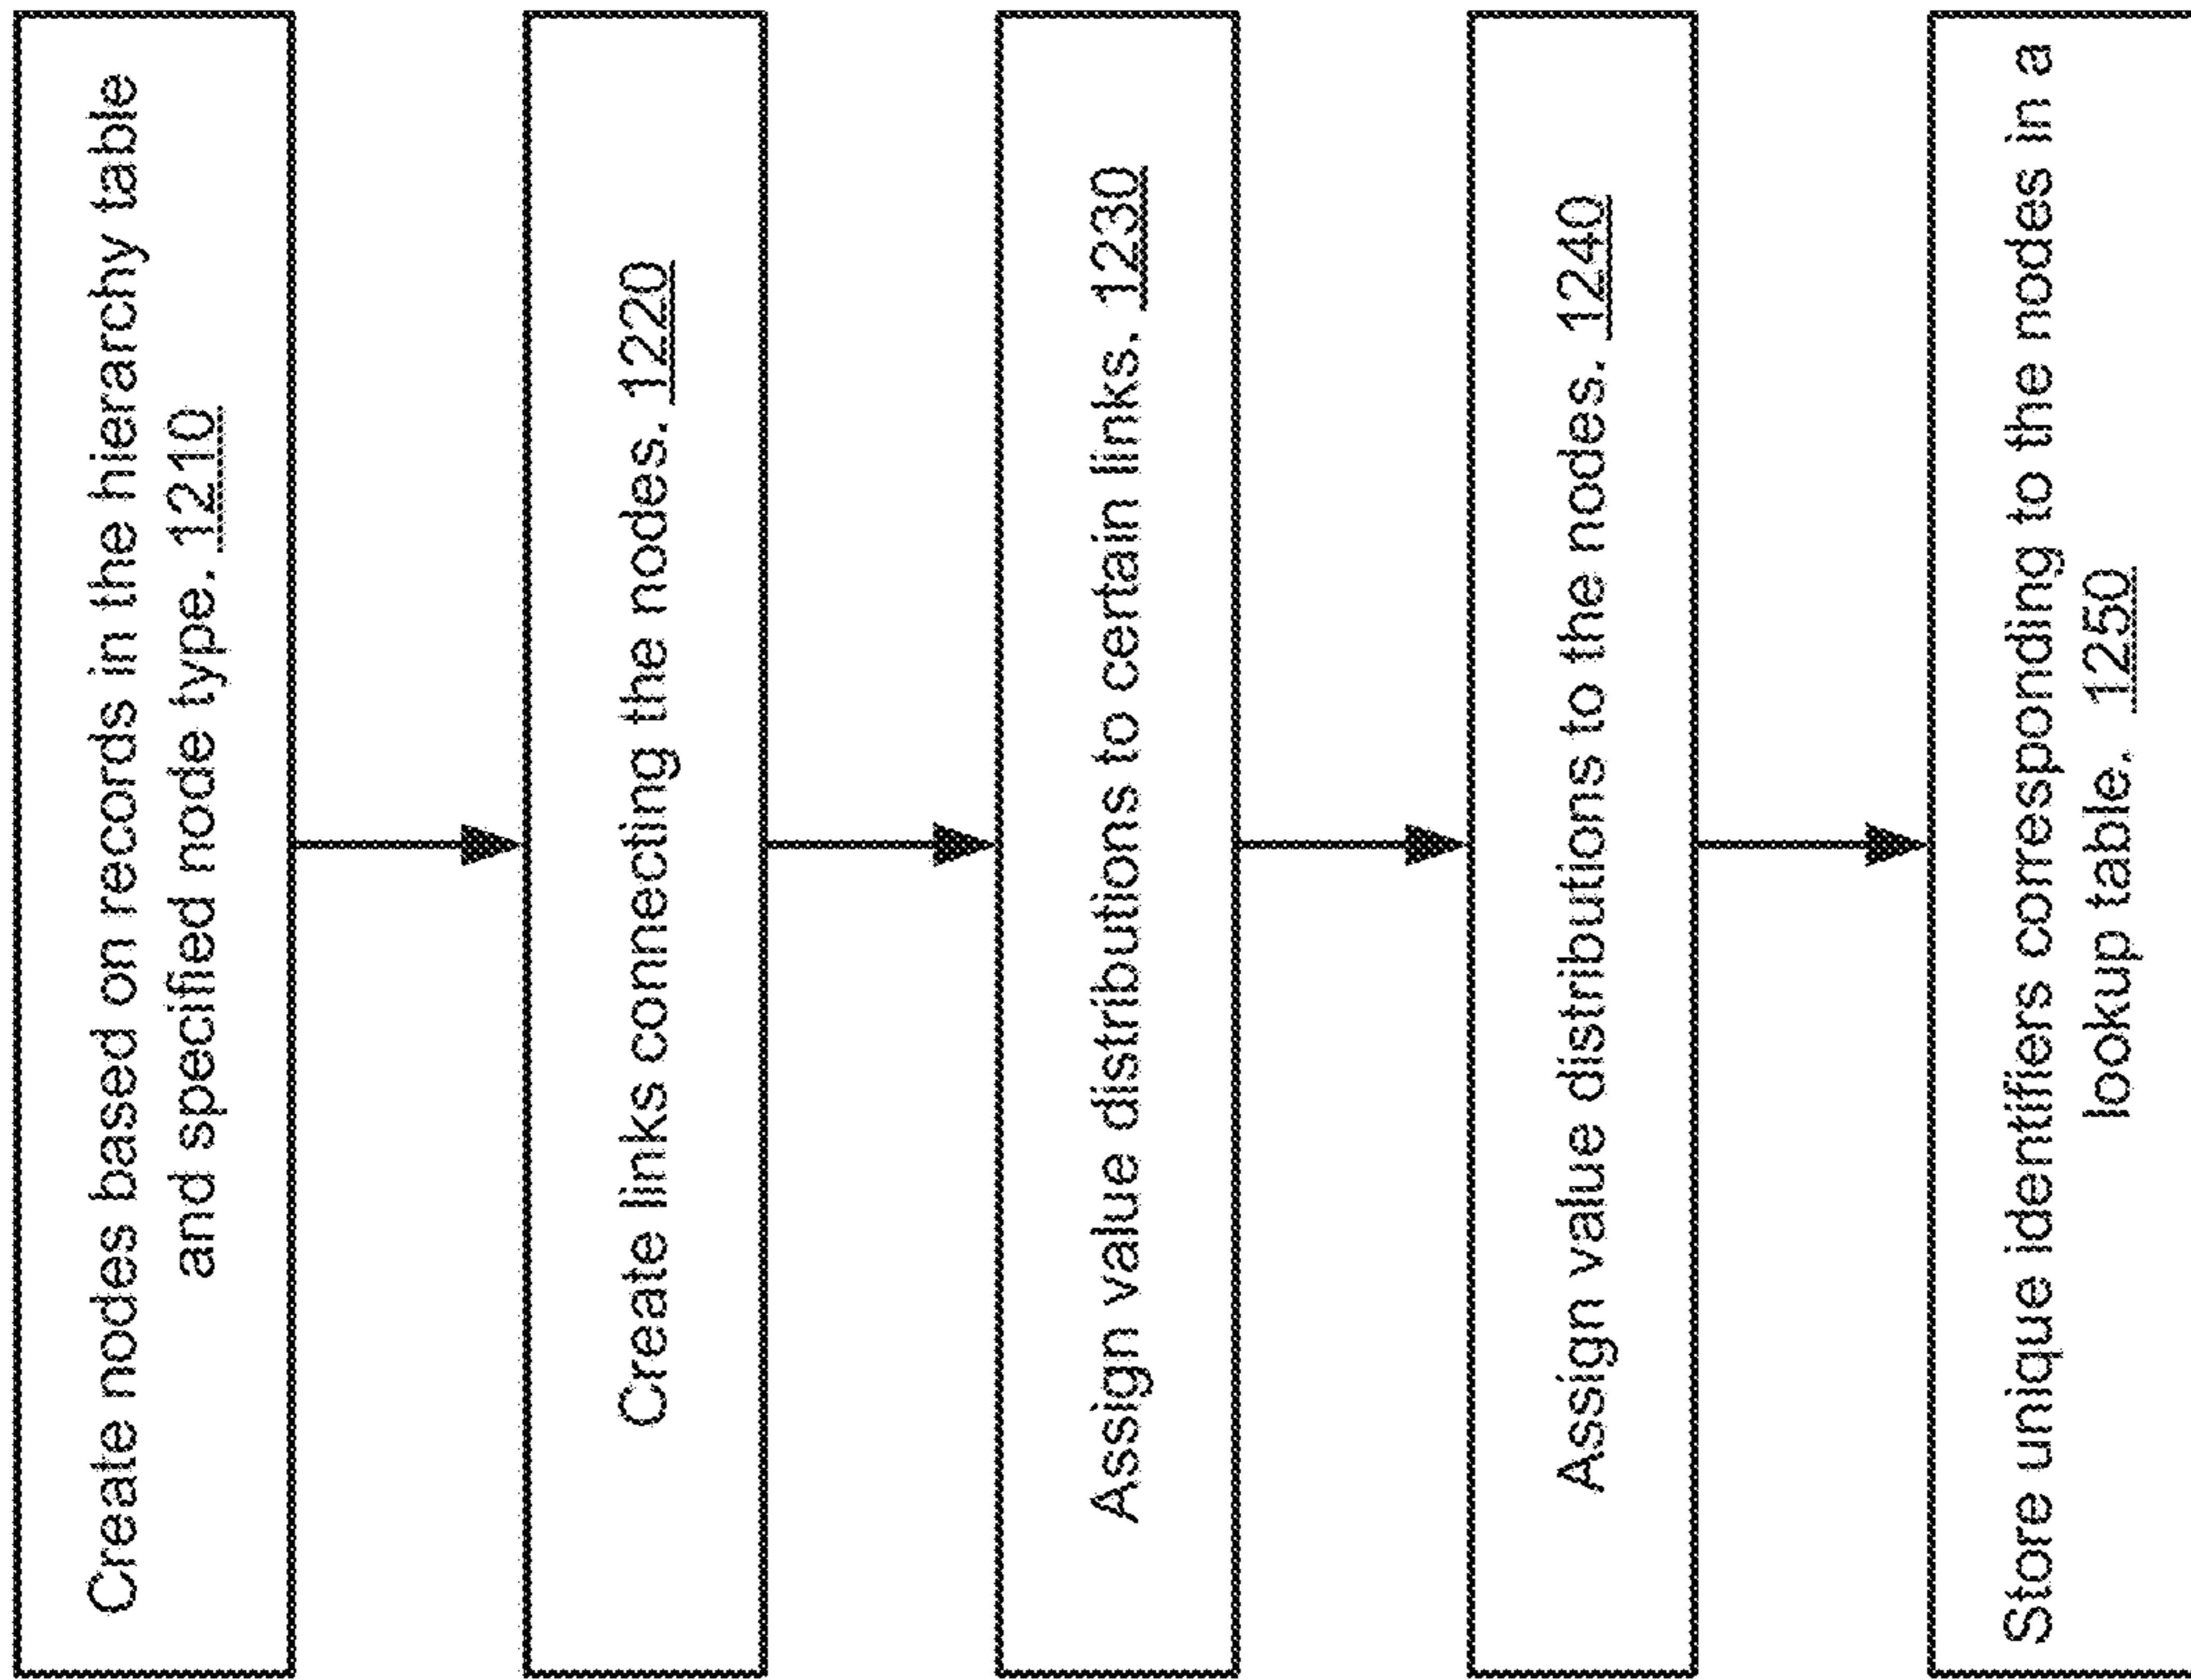 Create nodes based on records in the hierarchy table
and specified node type. 1210
Create links connecting the nodes. 1220
Assign value distributions to certain links. 1230
Assign value distributions to the nodes. 1240
Store unique identifiers corresponding to the nodes in a
lookup table. 1250